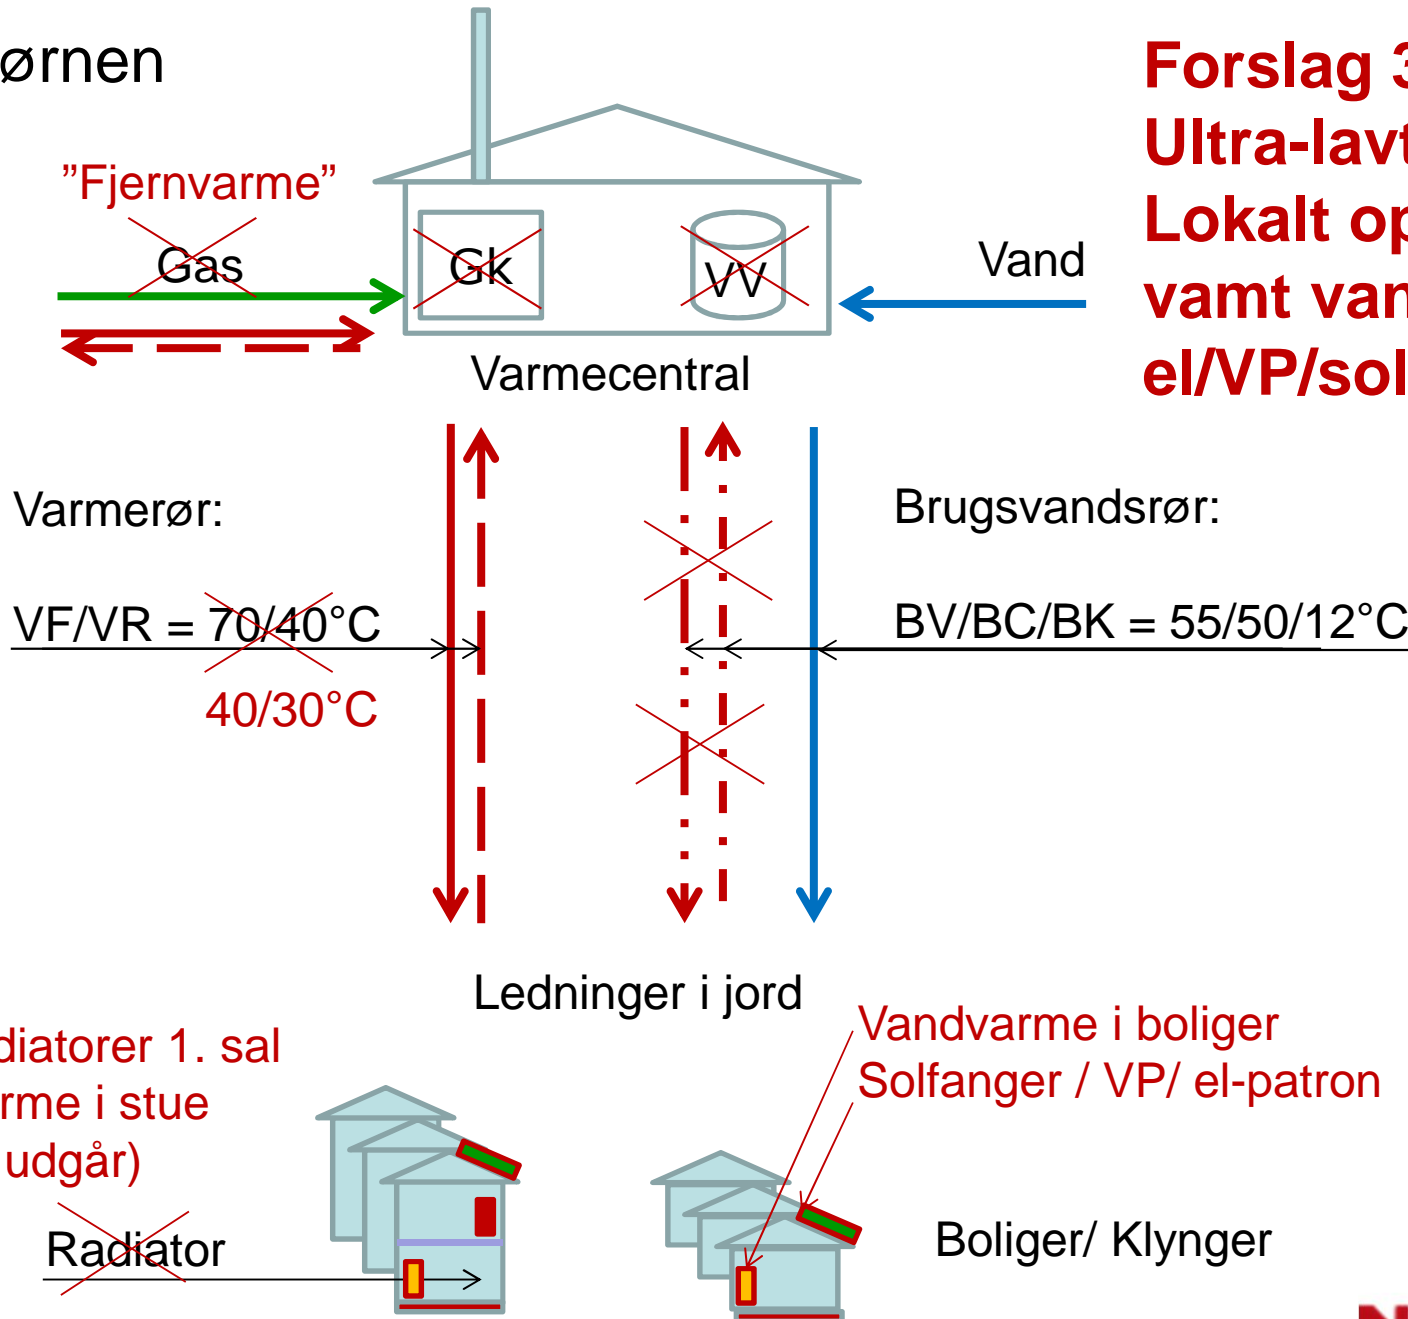 ørnen
Forslag 3
Ultra-lavt
Lokalt op
vamt van
el/VP/sol
”Fjernvarme”
Gas
Gk
VV
Vand
Varmecentral
Varmerør:
Brugsvandsrør:
VF/VR = 70/40°C
BV/BC/BK = 55/50/12°C
40/30°C
Ledninger i jord
diatorer 1. sal
rme i stue
udgår)
Vandvarme i boliger
Solfanger / VP/ el-patron
Radiator
Boliger/ Klynger